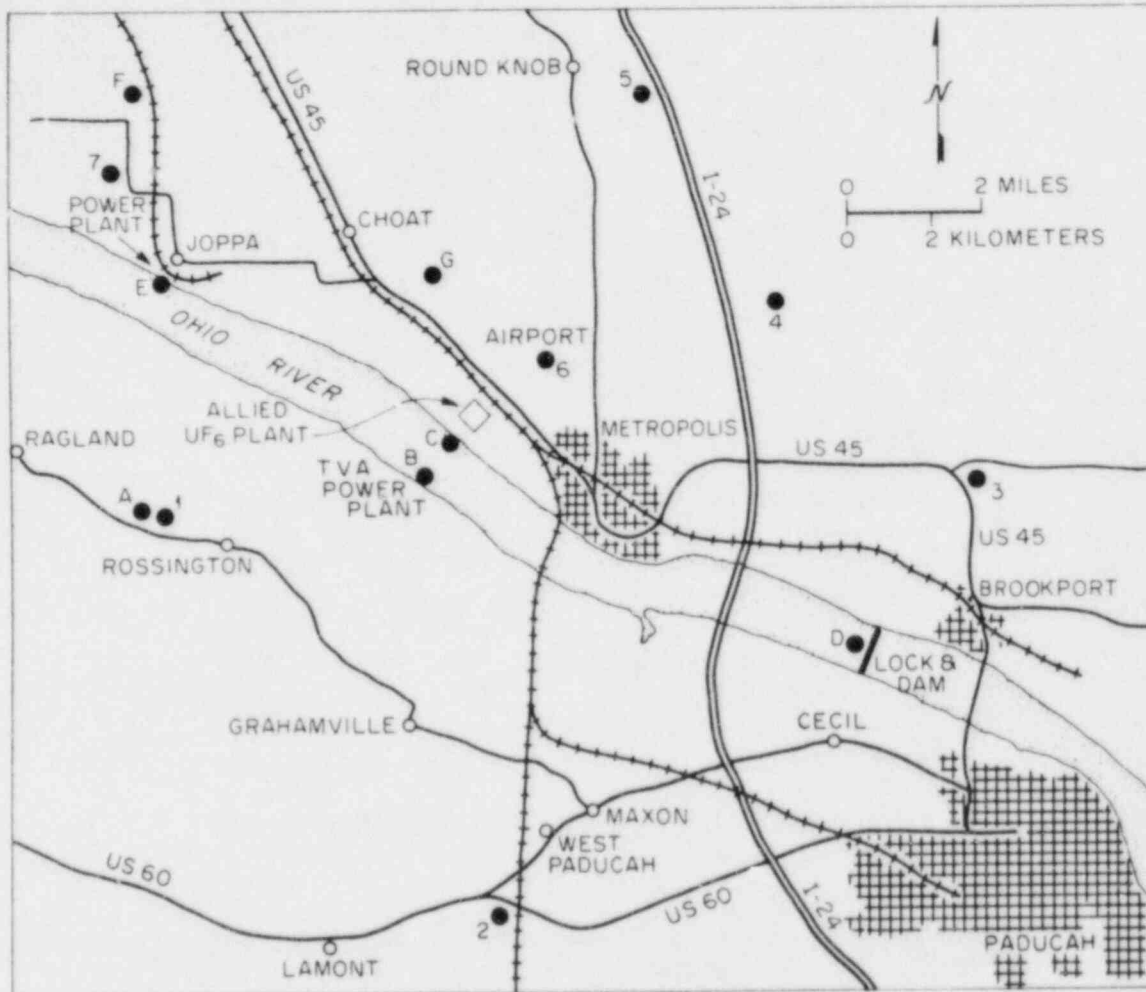 F
US 45
ROUND KNOB
5
N
7
POWER
PLANT
JOPPA
CHOAT
I-24
0 2 MILES
0 2 KILOMETERS
E
G
4
OHIO
RIVER
AIRPORT
6
ALLIED
UF6 PLANT
RAGLAND
C
B
TVA
POWER
PLANT
METROPOLIS
US 45
3
A
1
ROSSINGTON
US 45
BROOKPORT
D
LOCK &
DAM
GRAHAMVILLE
CECIL
MAXON
WEST
PADUCAH
US 60
US 60
I-24
2
LAMONT
PADUCAH